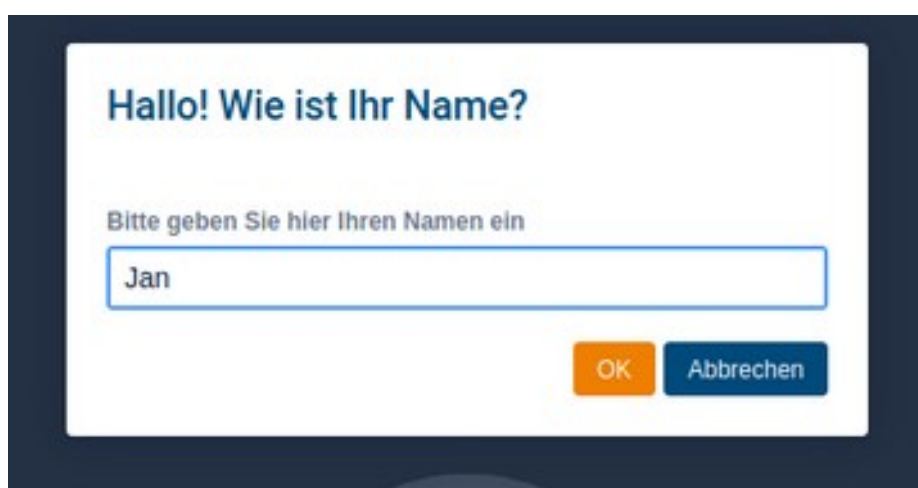 Hallo! Wie ist Ihr Name?
Bitte geben Sie hier Ihren Namen ein
Jan
OK Abbrechen